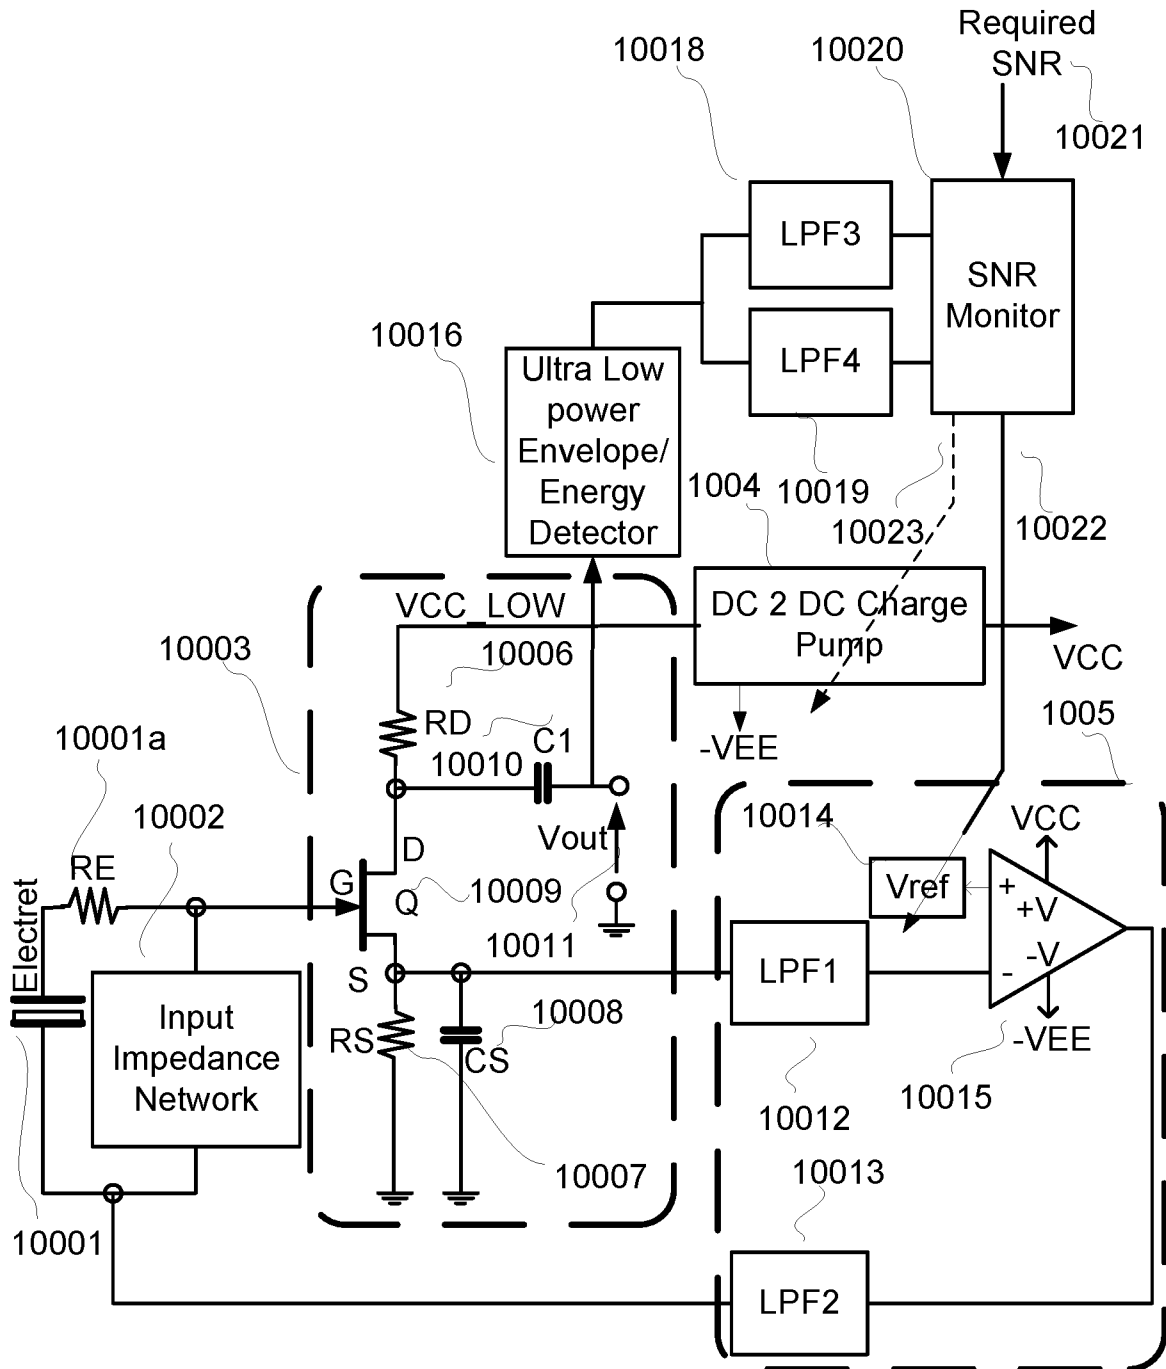 Required
SNR
10018
10020
10021
LPF3
SNR
Monitor
10016
LPF4
Ultra Low
power
Envelope/
Energy
Detector
1004
10019
10023
10022
VCC_LOW
DC 2 DC Charge
Pump
VCC
10003
10006
RD
-VEE
1005
10001a
10010
C1
10002
Vout
10014
VCC
RE
D
G
Q
10009
Vref
+
+V
Electret
10011
S
LPF1
-
-V
Input
Impedance
Network
RS
10008
CS
-VEE
10012
10015
10007
10013
10001
LPF2